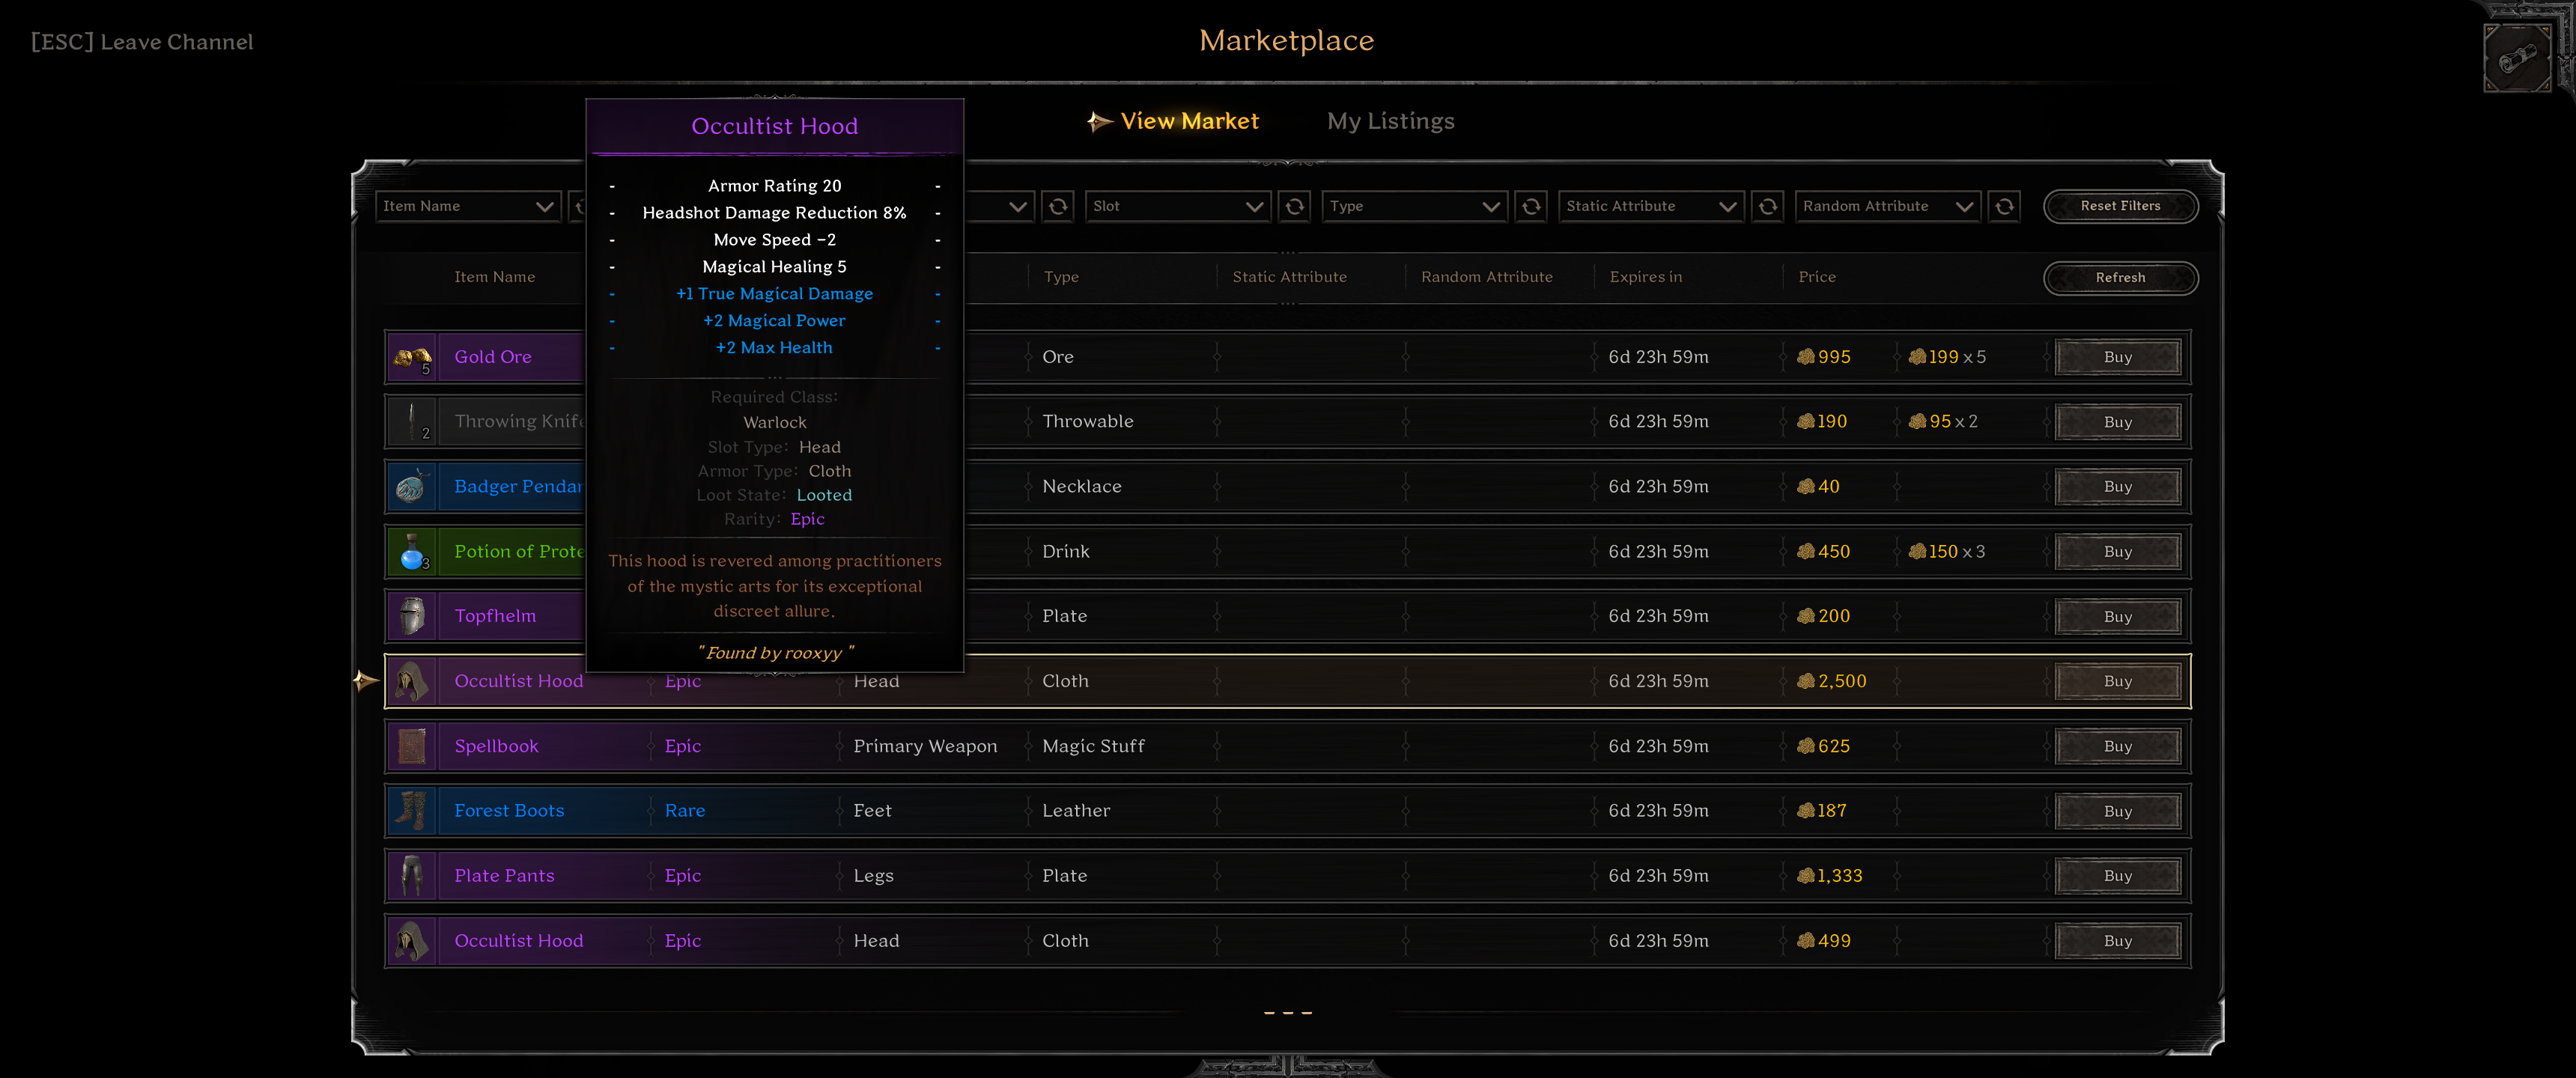 [ESC] Leave Channel
Marketplace
View Market
My Listings
Occultist Hood
- Armor Rating 20 -
- Headshot Damage Reduction 8% -
- Move Speed -2 -
- Magical Healing 5 -
- +1 True Magical Damage -
- +2 Magical Power -
- +2 Max Health -
Required Class:
Warlock
Slot Type: Head
Armor Type: Cloth
Loot State: Looted
Rarity: Epic
This hood is revered among practitioners
of the mystic arts for its exceptional
discreet allure.
"Found by rooxyy"
Item Name Slot Type Static Attribute Random Attribute Reset Filters
Item Name Type Static Attribute Random Attribute Expires in Price Refresh
5 Gold Ore Ore 6d 23h 59m 995 199 x 5 Buy
2 Throwing Knife Throwable 6d 23h 59m 190 95 x 2 Buy
Badger Pendan Necklace 6d 23h 59m 40 Buy
3 Potion of Prote Drink 6d 23h 59m 450 150 x 3 Buy
Topfhelm Plate 6d 23h 59m 200 Buy
Occultist Hood Epic Head Cloth 6d 23h 59m 2,500 Buy
Spellbook Epic Primary Weapon Magic Stuff 6d 23h 59m 625 Buy
Forest Boots Rare Feet Leather 6d 23h 59m 187 Buy
Plate Pants Epic Legs Plate 6d 23h 59m 1,333 Buy
Occultist Hood Epic Head Cloth 6d 23h 59m 499 Buy